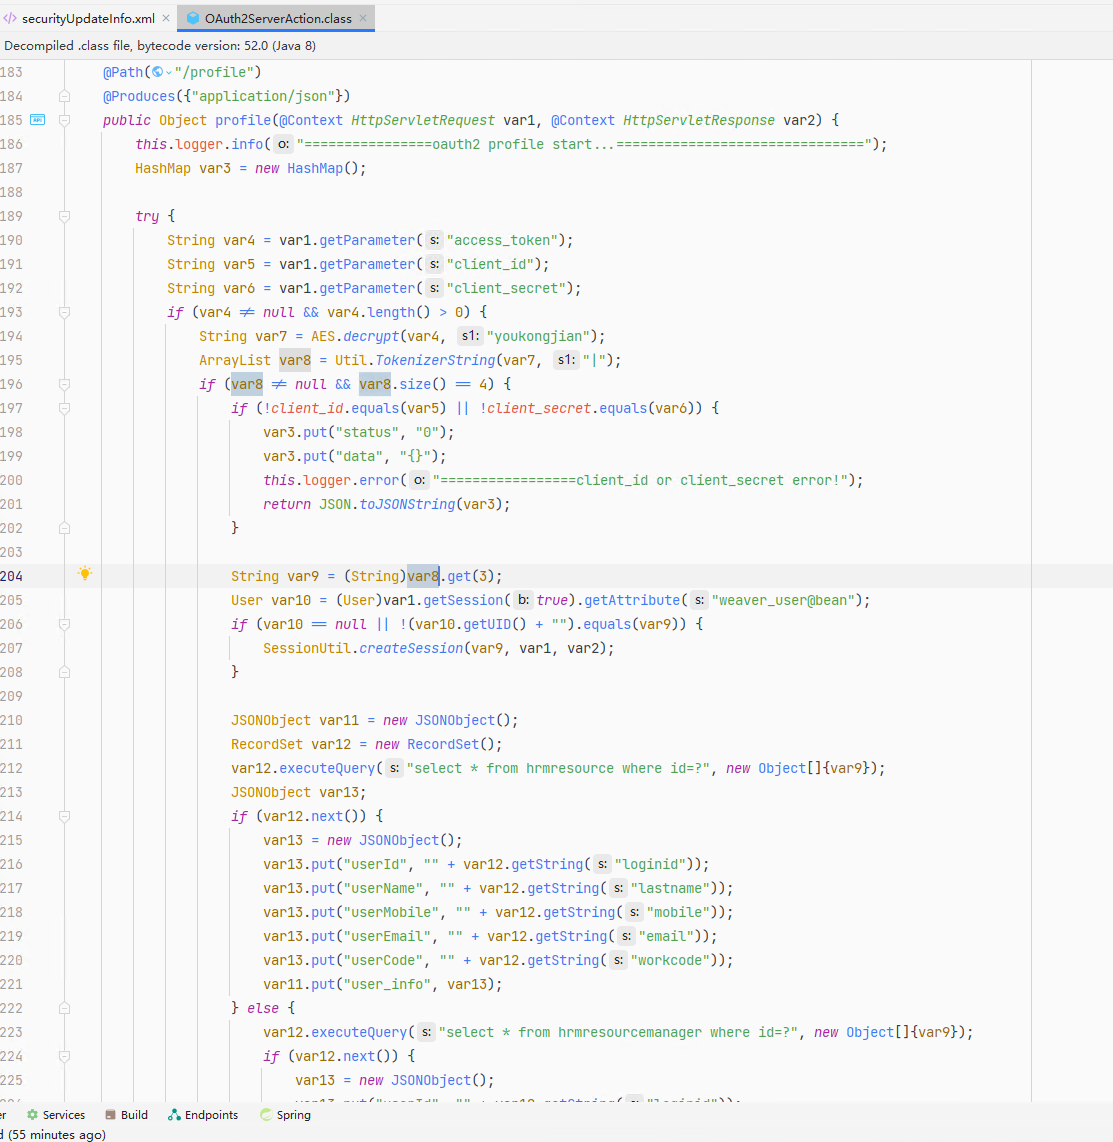 securityUpdateInfo.xml × OAuth2ServerAction.class ×
Decompiled .class file, bytecode version: 52.0 (Java 8)
183 @Path("/profile")
184 @Produces({"application/json"})
185 API public Object profile(@Context HttpServletRequest var1, @Context HttpServletResponse var2) {
186 this.logger.info( o: "================oauth2 profile start...===============================");
187 HashMap var3 = new HashMap();
188
189 try {
190 String var4 = var1.getParameter( s: "access_token");
191 String var5 = var1.getParameter( s: "client_id");
192 String var6 = var1.getParameter( s: "client_secret");
193 if (var4 ≠ null && var4.length() > 0) {
194 String var7 = AES.decrypt(var4, s1: "youkongjian");
195 ArrayList var8 = Util.TokenizerString(var7, s1: "|");
196 if (var8 ≠ null && var8.size() == 4) {
197 if (!client_id.equals(var5) || !client_secret.equals(var6)) {
198 var3.put("status", "0");
199 var3.put("data", "{}");
200 this.logger.error( o: "=================client_id or client_secret error!");
201 return JSON.toJSONString(var3);
202 }
203
204 String var9 = (String)var8.get(3);
205 User var10 = (User)var1.getSession( b: true).getAttribute( s: "weaver_user@bean");
206 if (var10 == null || !(var10.getUID() + "").equals(var9)) {
207 SessionUtil.createSession(var9, var1, var2);
208 }
209
210 JSONObject var11 = new JSONObject();
211 RecordSet var12 = new RecordSet();
212 var12.executeQuery( s: "select * from hrmresource where id=?", new Object[]{var9});
213 JSONObject var13;
214 if (var12.next()) {
215 var13 = new JSONObject();
216 var13.put("userId", "" + var12.getString( s: "loginid"));
217 var13.put("userName", "" + var12.getString( s: "lastname"));
218 var13.put("userMobile", "" + var12.getString( s: "mobile"));
219 var13.put("userEmail", "" + var12.getString( s: "email"));
220 var13.put("userCode", "" + var12.getString( s: "workcode"));
221 var11.put("user_info", var13);
222 } else {
223 var12.executeQuery( s: "select * from hrmresourcemanager where id=?", new Object[]{var9});
224 if (var12.next()) {
225 var13 = new JSONObject();
er Services Build Endpoints Spring
d (55 minutes ago)